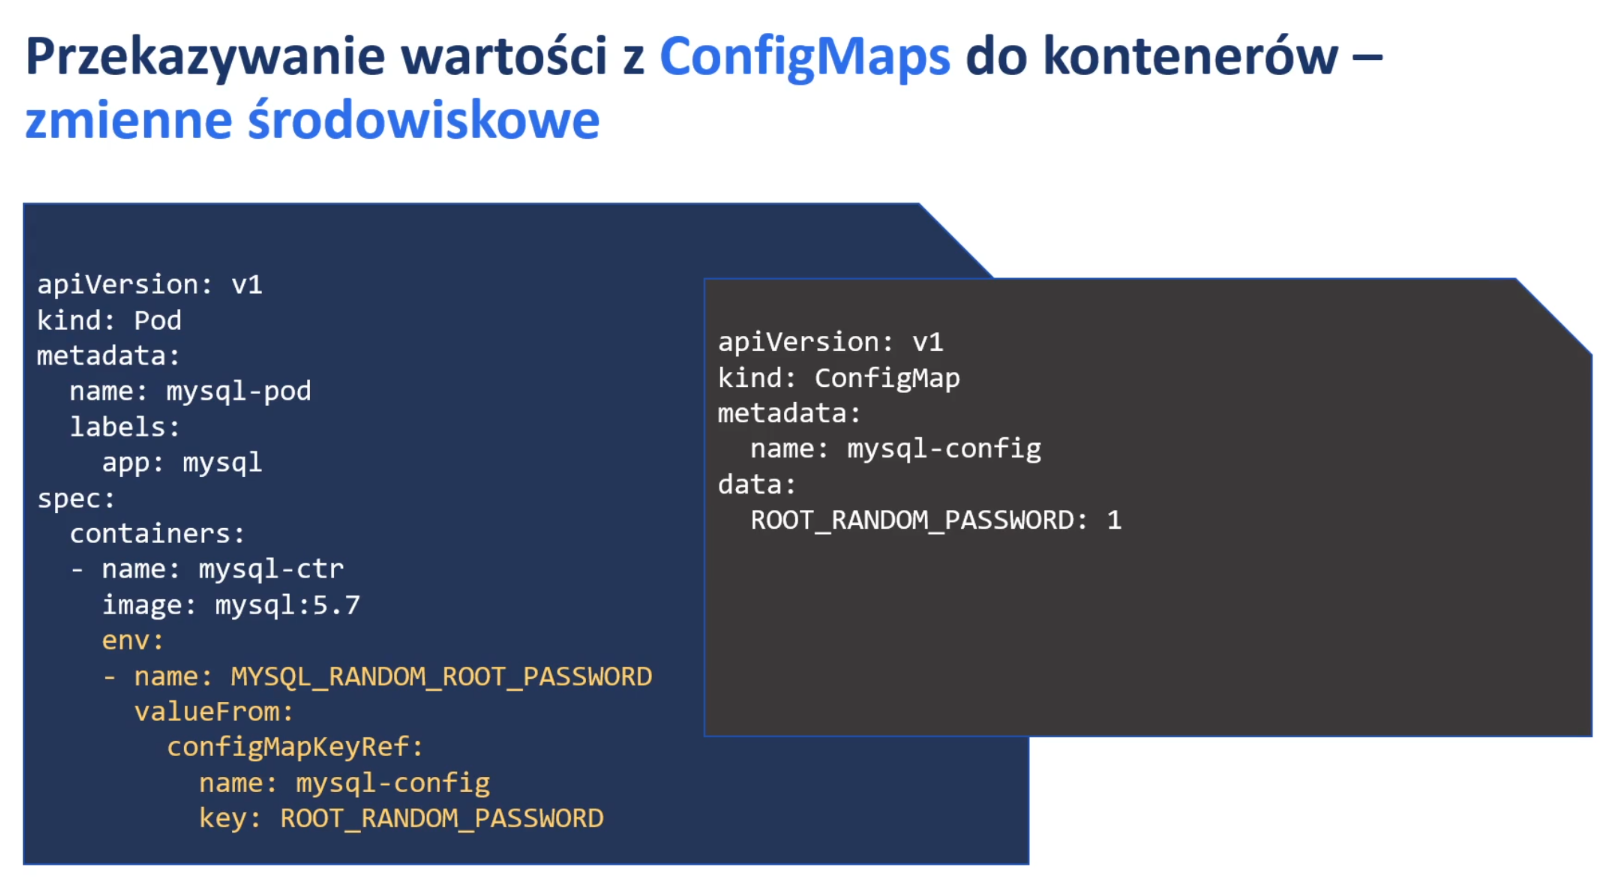 Przekazywanie wartości z ConfigMaps do kontenerów –
zmienne środowiskowe
apiVersion: v1
kind: Pod
metadata:
  name: mysql-pod
  labels:
    app: mysql
spec:
  containers:
  - name: mysql-ctr
    image: mysql:5.7
    env:
    - name: MYSQL_RANDOM_ROOT_PASSWORD
      valueFrom:
        configMapKeyRef:
          name: mysql-config
          key: ROOT_RANDOM_PASSWORD
apiVersion: v1
kind: ConfigMap
metadata:
  name: mysql-config
data:
  ROOT_RANDOM_PASSWORD: 1